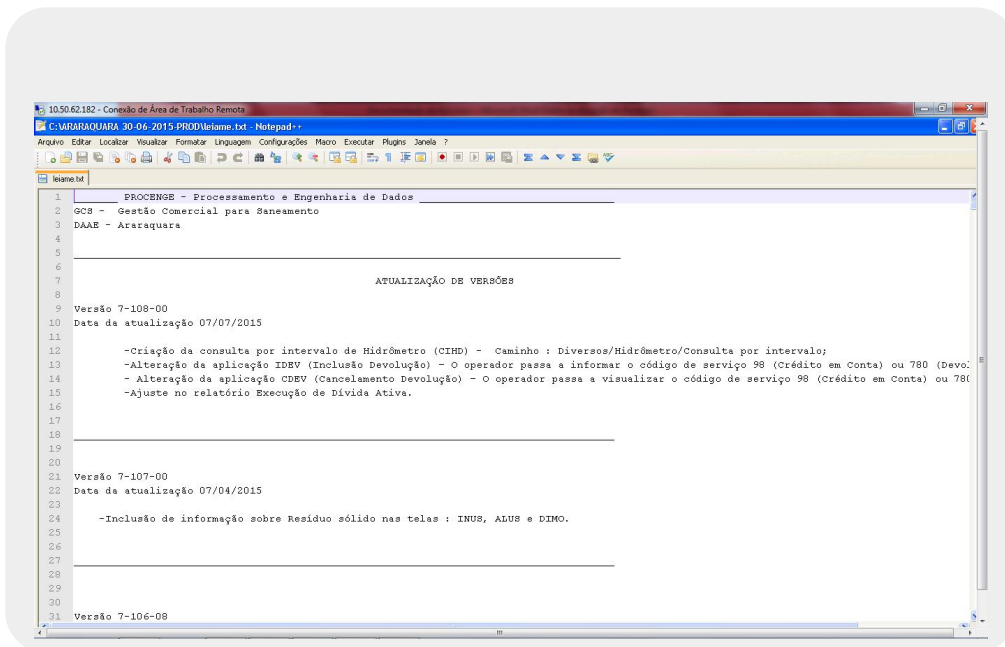 10.50.62.182 - Conexão de Área de Trabalho Remota
C:\ARARAQUARA 30-06-2015-PROD\leiame.txt - Notepad++
Arquivo Editar Localizar Visualizar Formatar Linguagem Configurações Macro Executar Plugins Janela ?
leiame.txt
1 PROCENGE - Processamento e Engenharia de Dados
2 GCS - Gestão Comercial para Saneamento
3 DAAE - Araraquara
4
5
6
7 ATUALIZAÇÃO DE VERSÕES
8
9 Versão 7-108-00
10 Data da atualização 07/07/2015
11
12 -Criação da consulta por intervalo de Hidrômetro (CIHD) - Caminho : Diversos/Hidrômetro/Consulta por intervalo;
13 -Alteração da aplicação IDEV (Inclusão Devolução) - O operador passa a informar o código de serviço 98 (Crédito em Conta) ou 780 (Devol
14 - Alteração da aplicação CDEV (Cancelamento Devolução) - O operador passa a visualizar o código de serviço 98 (Crédito em Conta) ou 780
15 -Ajuste no relatório Execução de Dívida Ativa.
16
17
18
19
20
21 Versão 7-107-00
22 Data da atualização 07/04/2015
23
24 -Inclusão de informação sobre Resíduo sólido nas telas : INUS, ALUS e DIMO.
25
26
27
28
29
30
31 Versão 7-106-08